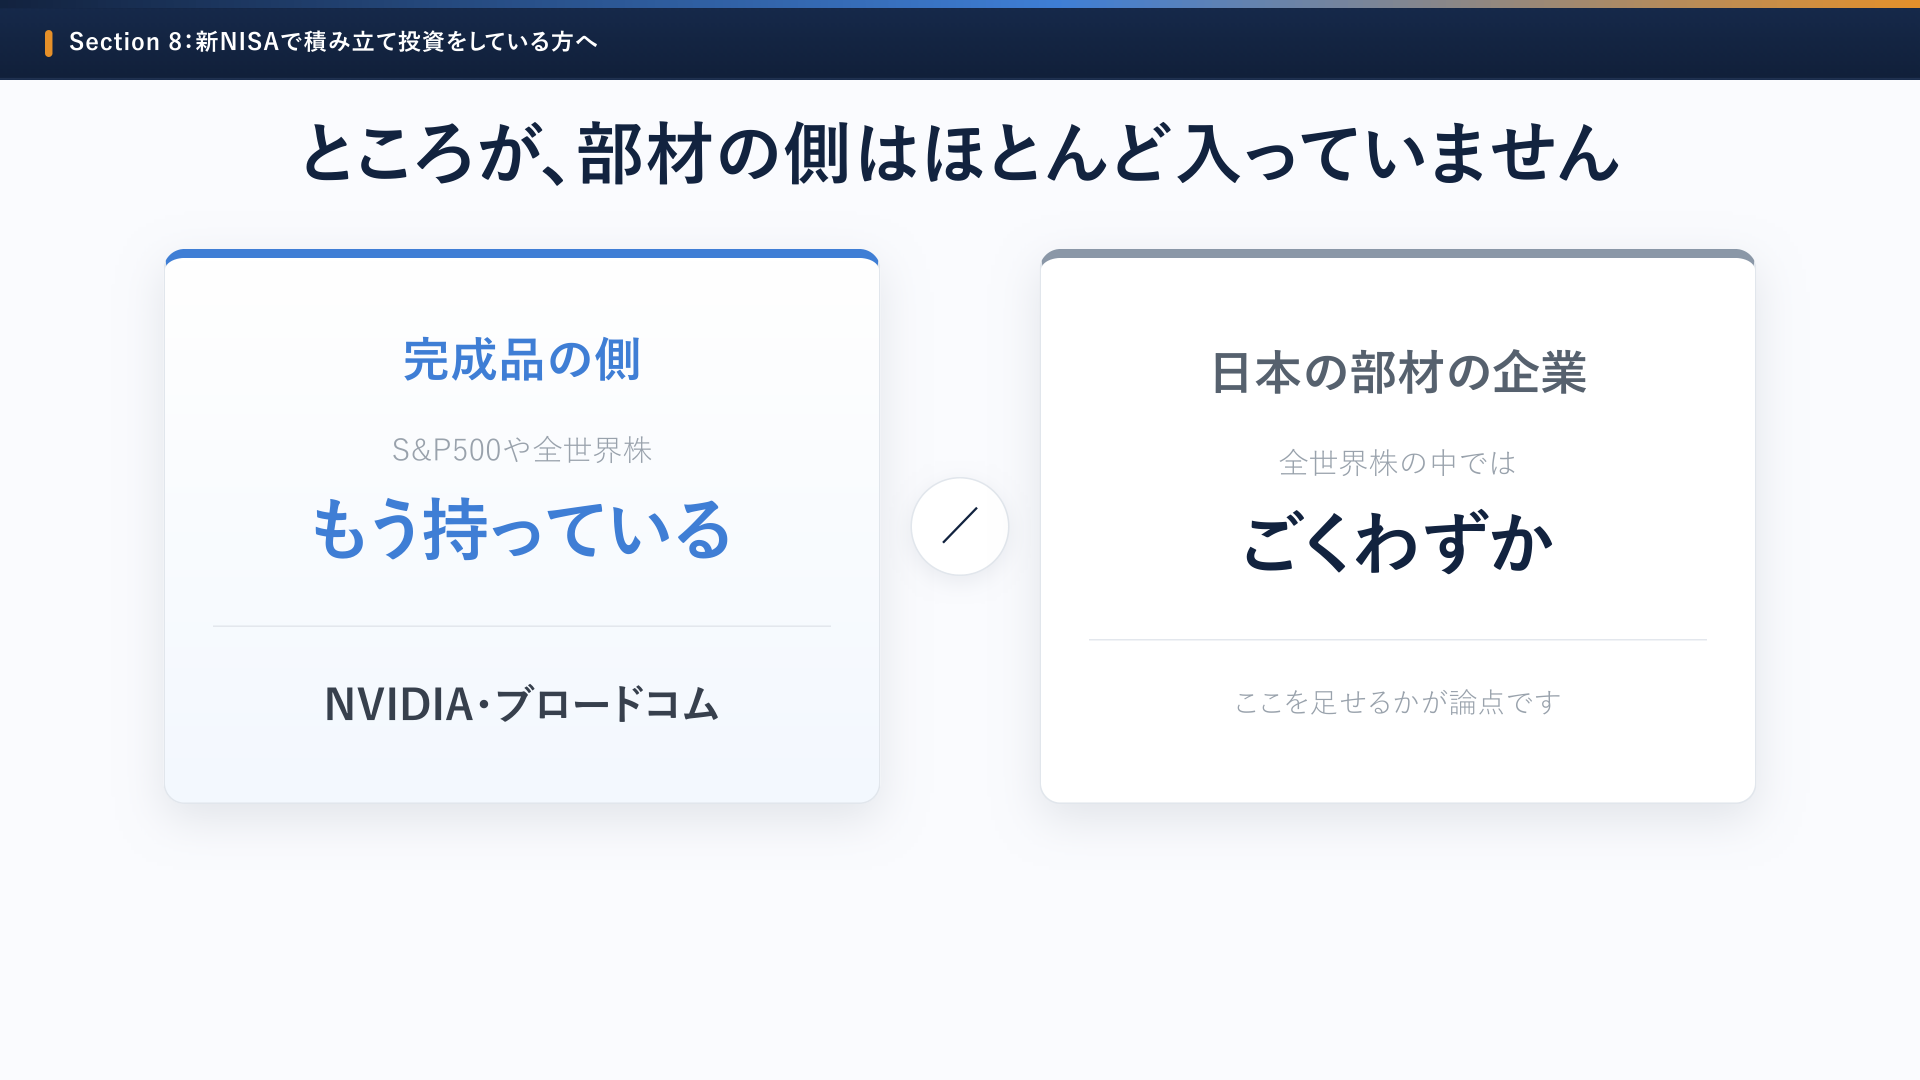 Section 8：新NISAで積み立て投資をしている方へ
ところが、部材の側はほとんど入っていません
完成品の側
S&P500や全世界株
もう持っている
NVIDIA・ブロードコム
／
日本の部材の企業
全世界株の中では
ごくわずか
ここを足せるかが論点です